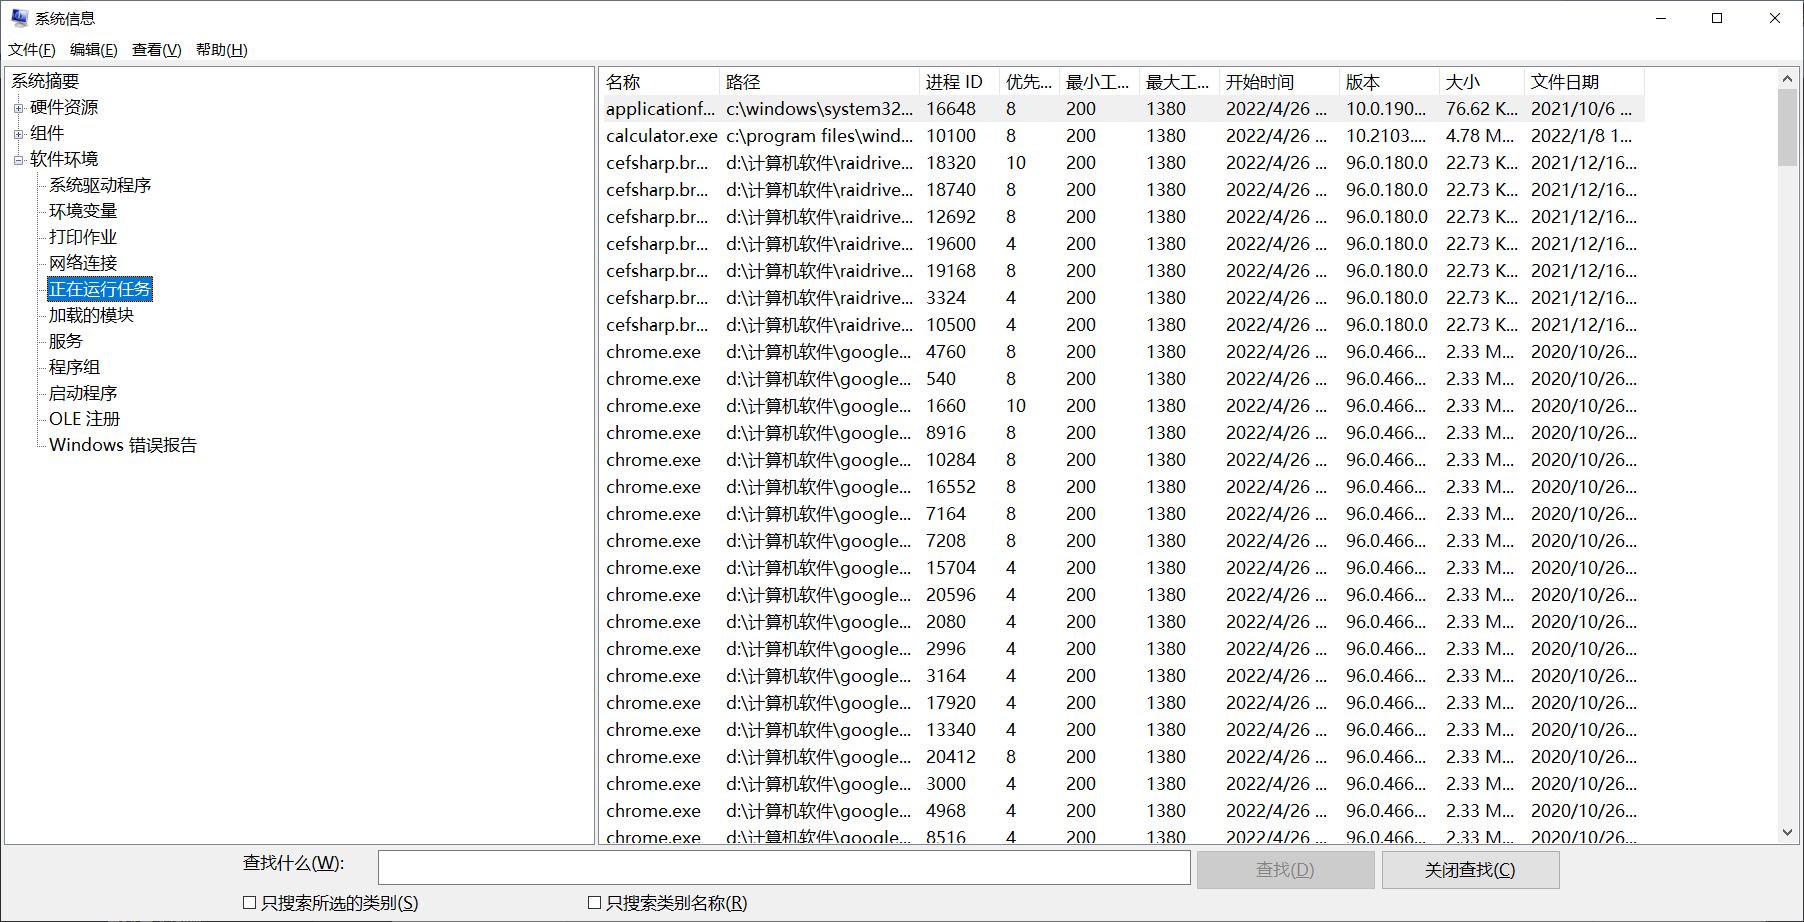 系统信息
文件(F) 编辑(E) 查看(V) 帮助(H)
系统摘要
硬件资源
组件
软件环境
系统驱动程序
环境变量
打印作业
网络连接
正在运行任务
加载的模块
服务
程序组
启动程序
OLE 注册
Windows 错误报告
名称 路径 进程 ID 优先... 最小工... 最大工... 开始时间 版本 大小 文件日期
applicationf... c:\windows\system32... 16648 8 200 1380 2022/4/26 ... 10.0.190... 76.62 K... 2021/10/6 ...
calculator.exe c:\program files\wind... 10100 8 200 1380 2022/4/26 ... 10.2103.... 4.78 M... 2022/1/8 1...
cefsharp.br... d:\计算机软件\raidrive... 18320 10 200 1380 2022/4/26 ... 96.0.180.0 22.73 K... 2021/12/16...
cefsharp.br... d:\计算机软件\raidrive... 18740 8 200 1380 2022/4/26 ... 96.0.180.0 22.73 K... 2021/12/16...
cefsharp.br... d:\计算机软件\raidrive... 12692 8 200 1380 2022/4/26 ... 96.0.180.0 22.73 K... 2021/12/16...
cefsharp.br... d:\计算机软件\raidrive... 19600 4 200 1380 2022/4/26 ... 96.0.180.0 22.73 K... 2021/12/16...
cefsharp.br... d:\计算机软件\raidrive... 19168 8 200 1380 2022/4/26 ... 96.0.180.0 22.73 K... 2021/12/16...
cefsharp.br... d:\计算机软件\raidrive... 3324 4 200 1380 2022/4/26 ... 96.0.180.0 22.73 K... 2021/12/16...
cefsharp.br... d:\计算机软件\raidrive... 10500 4 200 1380 2022/4/26 ... 96.0.180.0 22.73 K... 2021/12/16...
chrome.exe d:\计算机软件\google... 4760 8 200 1380 2022/4/26 ... 96.0.466... 2.33 M... 2020/10/26...
chrome.exe d:\计算机软件\google... 540 8 200 1380 2022/4/26 ... 96.0.466... 2.33 M... 2020/10/26...
chrome.exe d:\计算机软件\google... 1660 10 200 1380 2022/4/26 ... 96.0.466... 2.33 M... 2020/10/26...
chrome.exe d:\计算机软件\google... 8916 8 200 1380 2022/4/26 ... 96.0.466... 2.33 M... 2020/10/26...
chrome.exe d:\计算机软件\google... 10284 8 200 1380 2022/4/26 ... 96.0.466... 2.33 M... 2020/10/26...
chrome.exe d:\计算机软件\google... 16552 8 200 1380 2022/4/26 ... 96.0.466... 2.33 M... 2020/10/26...
chrome.exe d:\计算机软件\google... 7164 8 200 1380 2022/4/26 ... 96.0.466... 2.33 M... 2020/10/26...
chrome.exe d:\计算机软件\google... 7208 8 200 1380 2022/4/26 ... 96.0.466... 2.33 M... 2020/10/26...
chrome.exe d:\计算机软件\google... 15704 4 200 1380 2022/4/26 ... 96.0.466... 2.33 M... 2020/10/26...
chrome.exe d:\计算机软件\google... 20596 4 200 1380 2022/4/26 ... 96.0.466... 2.33 M... 2020/10/26...
chrome.exe d:\计算机软件\google... 2080 4 200 1380 2022/4/26 ... 96.0.466... 2.33 M... 2020/10/26...
chrome.exe d:\计算机软件\google... 2996 4 200 1380 2022/4/26 ... 96.0.466... 2.33 M... 2020/10/26...
chrome.exe d:\计算机软件\google... 3164 4 200 1380 2022/4/26 ... 96.0.466... 2.33 M... 2020/10/26...
chrome.exe d:\计算机软件\google... 17920 4 200 1380 2022/4/26 ... 96.0.466... 2.33 M... 2020/10/26...
chrome.exe d:\计算机软件\google... 13340 4 200 1380 2022/4/26 ... 96.0.466... 2.33 M... 2020/10/26...
chrome.exe d:\计算机软件\google... 20412 8 200 1380 2022/4/26 ... 96.0.466... 2.33 M... 2020/10/26...
chrome.exe d:\计算机软件\google... 3000 4 200 1380 2022/4/26 ... 96.0.466... 2.33 M... 2020/10/26...
chrome.exe d:\计算机软件\google... 4968 4 200 1380 2022/4/26 ... 96.0.466... 2.33 M... 2020/10/26...
chrome.exe d:\计算机软件\google... 8516 4 200 1380 2022/4/26 ... 96.0.466... 2.33 M... 2020/10/26...
查找什么(W): 查找(D) 关闭查找(C)
只搜索所选的类别(S) 只搜索类别名称(R)